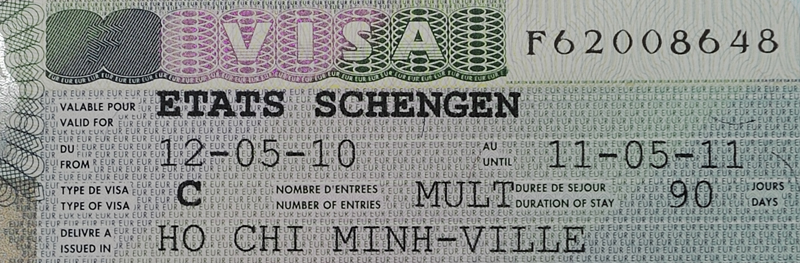 VISA F62008648
VALABLE POUR ETATS SCHENGEN
VALID FOR
DU 12-05-10 AU 11-05-11
FROM UNTIL
TYPE DE VISA C NOMBRE D'ENTREES MULT DUREE DE SEJOUR 90 JOURS
TYPE OF VISA NUMBER OF ENTRIES DURATION OF STAY DAYS
DELIVRE A HO CHI MINH-VILLE
ISSUED IN